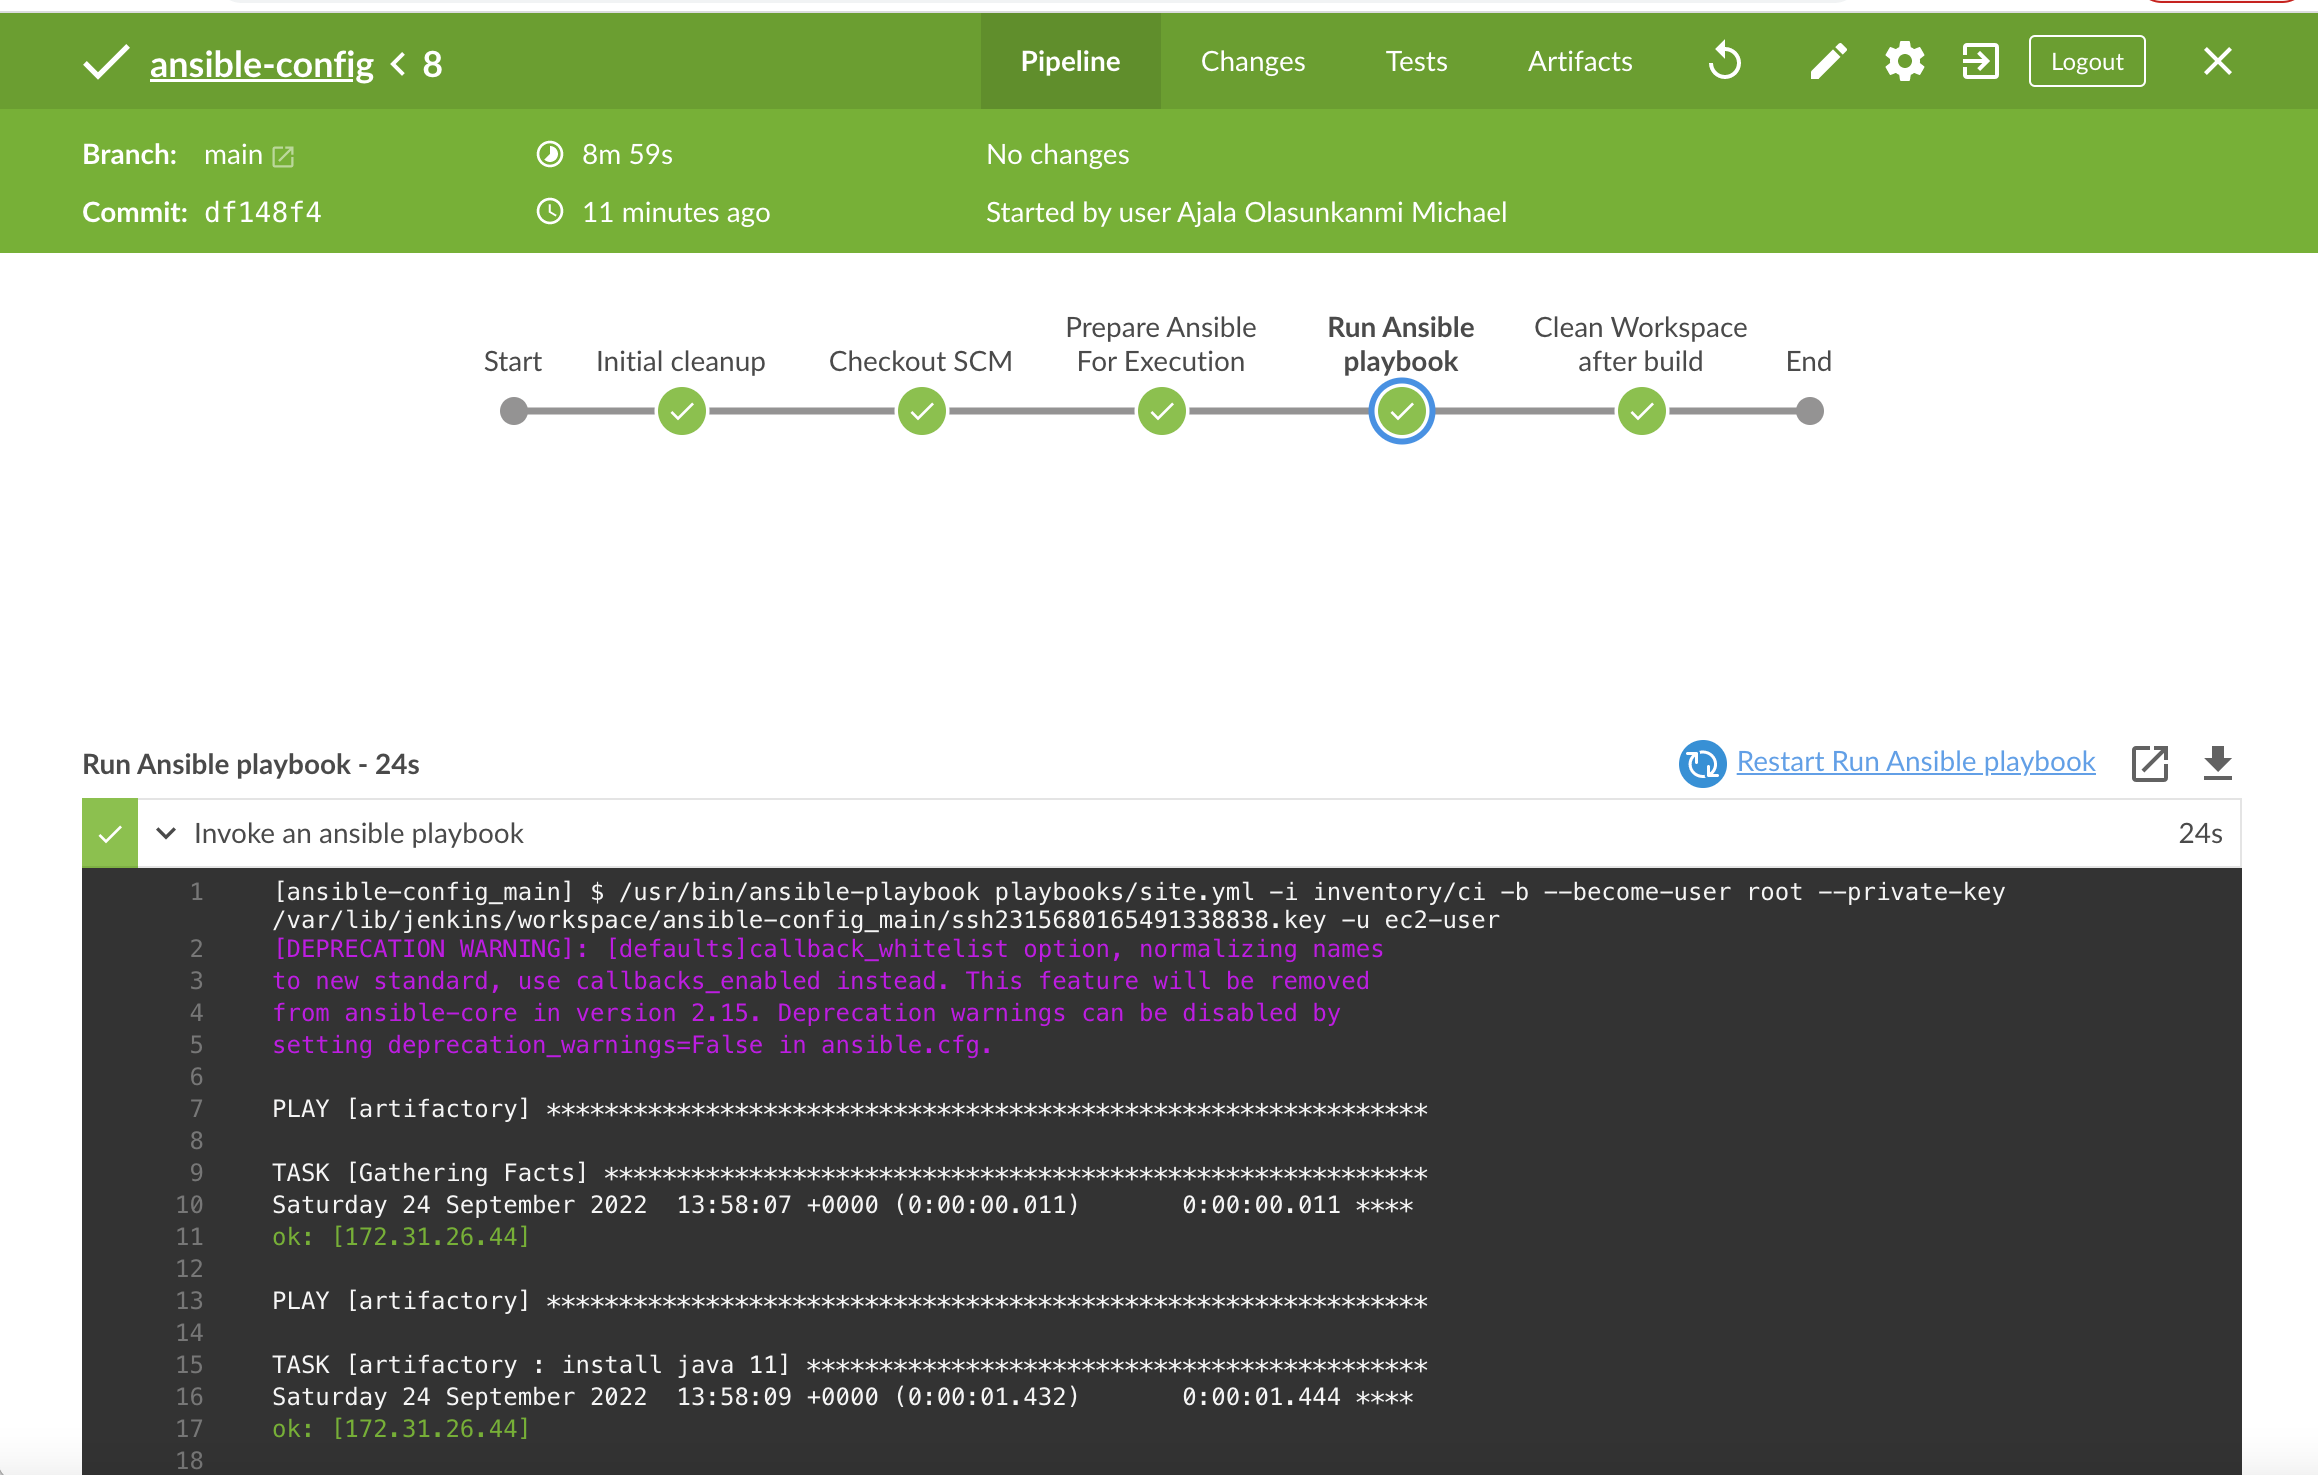 ansible-config < 8
Pipeline Changes Tests Artifacts Logout
Branch: main 8m 59s No changes
Commit: df148f4 11 minutes ago Started by user Ajala Olasunkanmi Michael
Start
Initial cleanup
Checkout SCM
Prepare Ansible
For Execution
Run Ansible
playbook
Clean Workspace
after build
End
Run Ansible playbook - 24s
Restart Run Ansible playbook
Invoke an ansible playbook 24s
1 [ansible-config_main] $ /usr/bin/ansible-playbook playbooks/site.yml -i inventory/ci -b --become-user root --private-key
/var/lib/jenkins/workspace/ansible-config_main/ssh2315680165491338838.key -u ec2-user
2 [DEPRECATION WARNING]: [defaults]callback_whitelist option, normalizing names
3 to new standard, use callbacks_enabled instead. This feature will be removed
4 from ansible-core in version 2.15. Deprecation warnings can be disabled by
5 setting deprecation_warnings=False in ansible.cfg.
6
7 PLAY [artifactory] *************************************************************
8
9 TASK [Gathering Facts] *********************************************************
10 Saturday 24 September 2022  13:58:07 +0000 (0:00:00.011)       0:00:00.011 ****
11 ok: [172.31.26.44]
12
13 PLAY [artifactory] *************************************************************
14
15 TASK [artifactory : install java 11] *******************************************
16 Saturday 24 September 2022  13:58:09 +0000 (0:00:01.432)       0:00:01.444 ****
17 ok: [172.31.26.44]
18